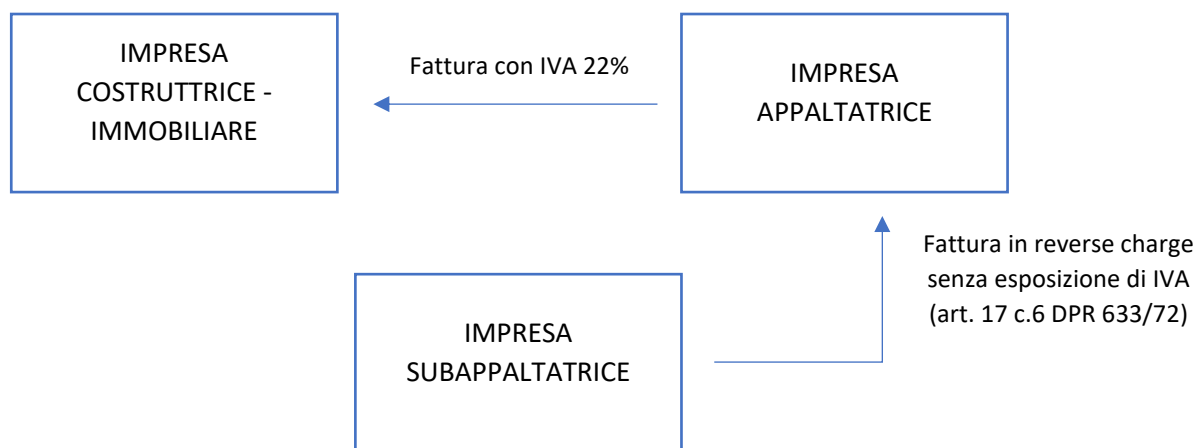 IMPRESA
COSTRUTTRICE -
IMMOBILIARE
Fattura con IVA 22%
IMPRESA
APPALTATRICE
Fattura in reverse charge
senza esposizione di IVA
(art. 17 c.6 DPR 633/72)
IMPRESA
SUBAPPALTATRICE